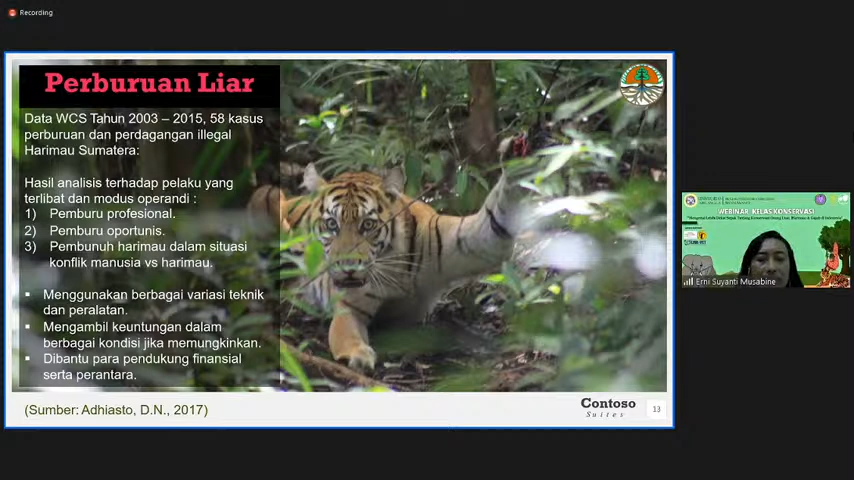 Recording
Perburuan Liar
Data WCS Tahun 2003 – 2015, 58 kasus
perburuan dan perdagangan illegal
Harimau Sumatera:
Hasil analisis terhadap pelaku yang
terlibat dan modus operandi :
1) Pemburu profesional.
2) Pemburu oportunis.
3) Pembunuh harimau dalam situasi
konflik manusia vs harimau.
▪ Menggunakan berbagai variasi teknik
dan peralatan.
▪ Mengambil keuntungan dalam
berbagai kondisi jika memungkinkan.
▪ Dibantu para pendukung finansial
serta perantara.
(Sumber: Adhiasto, D.N., 2017)
Contoso
Suites
13
WEBINAR KELAS KONSERVASI
Erni Suyanti Musabine